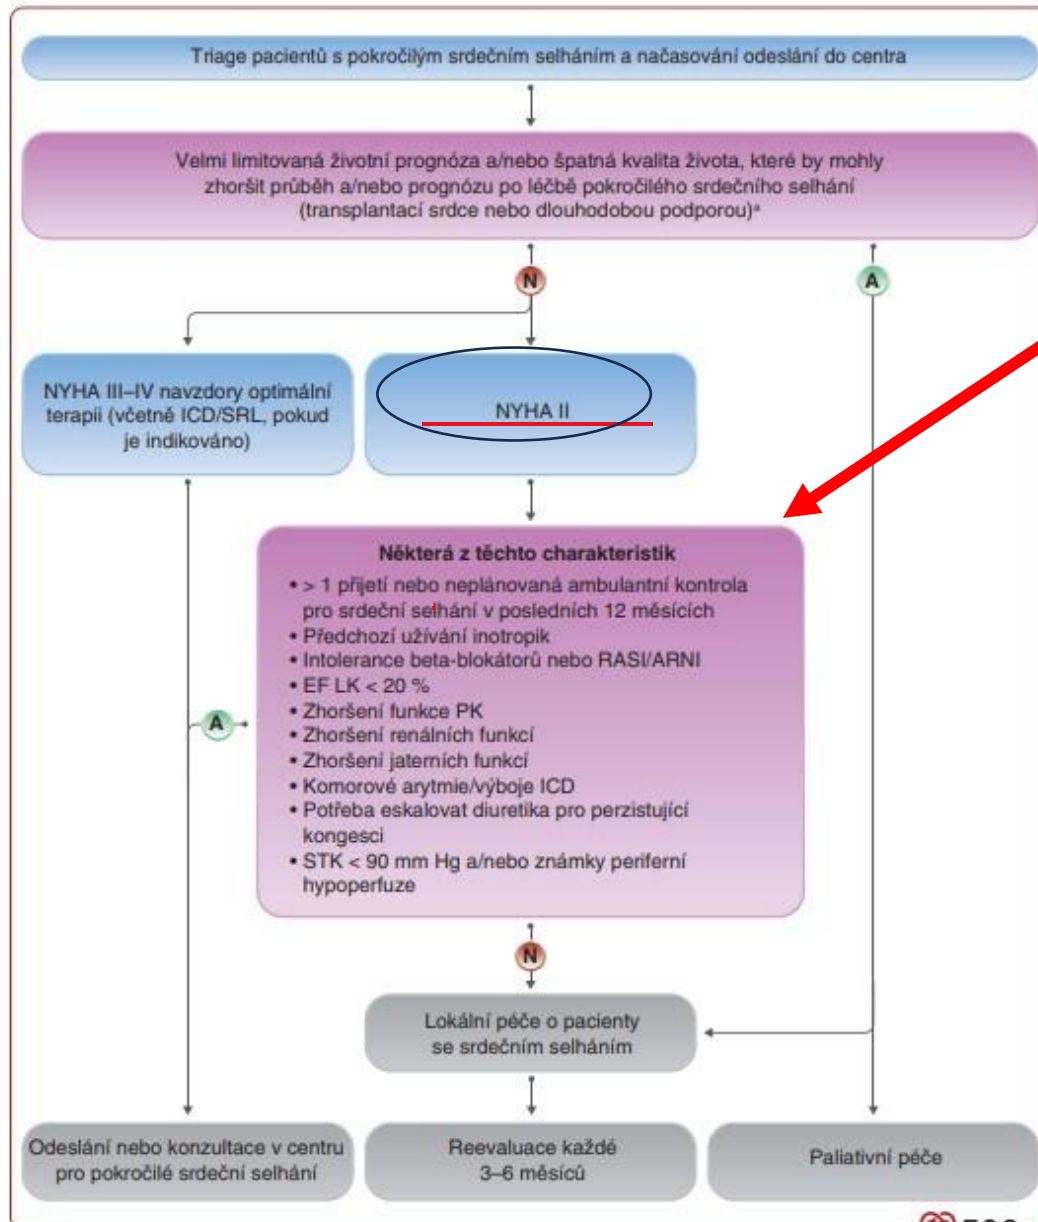 Triage pacientů s pokročilým srdečním selháním a načasování odeslání do centra
Velmi limitovaná životní prognóza a/nebo špatná kvalita života, které by mohly
zhoršit průběh a/nebo prognózu po léčbě pokročilého srdečního selhání
(transplantací srdce nebo dlouhodobou podporou)ª
N
A
NYHA III–IV navzdory optimální
terapii (včetně ICD/SRL, pokud
je indikováno)
NYHA II
Některá z těchto charakteristik
• > 1 přijetí nebo neplánovaná ambulantní kontrola
pro srdeční selhání v posledních 12 měsících
• Předchozí užívání inotropik
• Intolerance beta-blokátorů nebo RASI/ARNI
• EF LK < 20 %
• Zhoršení funkce PK
• Zhoršení renálních funkcí
• Zhoršení jaterních funkcí
• Komorové arytmie/výboje ICD
• Potřeba eskalovat diuretika pro perzistující
kongesci
• STK < 90 mm Hg a/nebo známky periferní
hypoperfuze
A
N
Lokální péče o pacienty
se srdečním selháním
Odeslání nebo konzultace v centru
pro pokročilé srdeční selhání
Reevaluace každé
3–6 měsíců
Paliativní péče